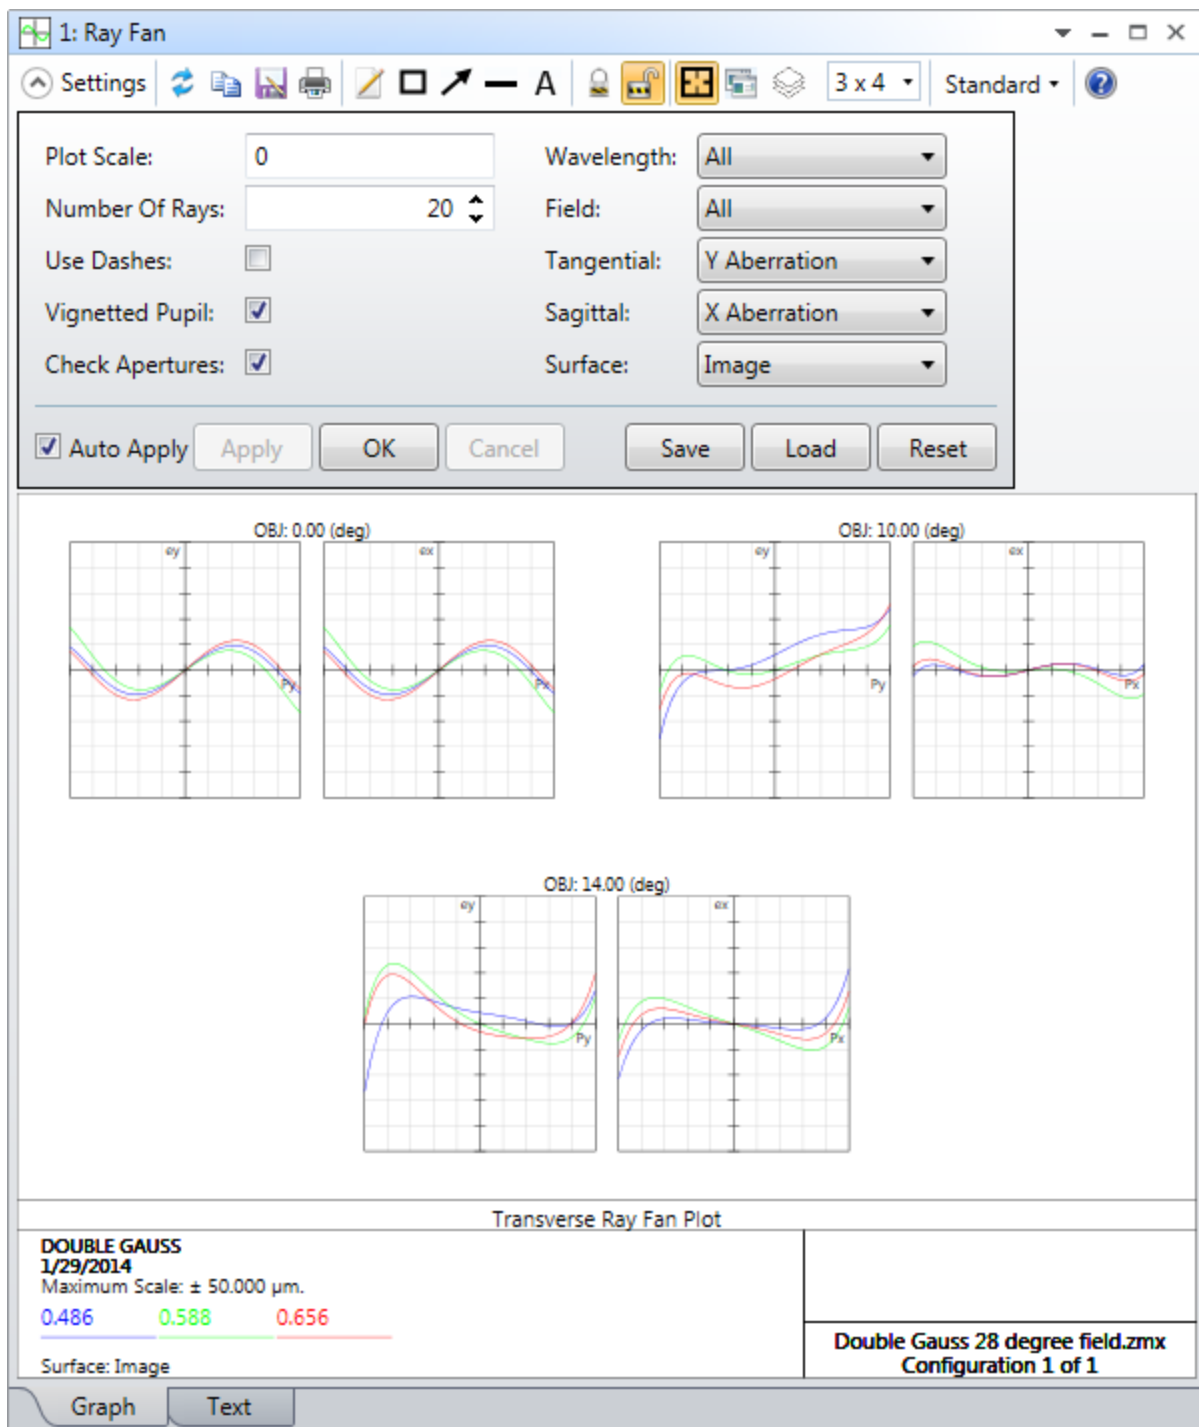 1: Ray Fan
Settings A 3 x 4 Standard
Plot Scale: 0 Wavelength: All
Number Of Rays: 20 Field: All
Use Dashes: Tangential: Y Aberration
Vignetted Pupil: Sagittal: X Aberration
Check Apertures: Surface: Image
Auto Apply Apply OK Cancel Save Load Reset
OBJ: 0.00 (deg) OBJ: 10.00 (deg)
ey ex ey ex
Py Px Py Px
OBJ: 14.00 (deg)
ey ex
Py Px
Transverse Ray Fan Plot
DOUBLE GAUSS
1/29/2014
Maximum Scale: ± 50.000 µm.
0.486 0.588 0.656
Surface: Image
Double Gauss 28 degree field.zmx
Configuration 1 of 1
Graph Text